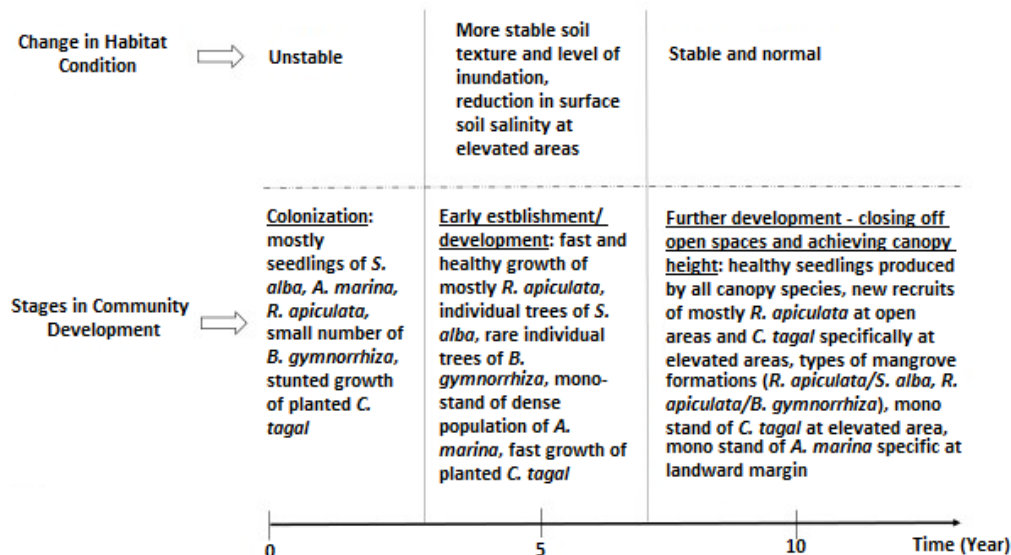 Change in Habitat
Condition
Unstable
More stable soil
texture and level of
inundation,
reduction in surface
soil salinity at
elevated areas
Stable and normal
Stages in Community
Development
Colonization:
mostly
seedlings of S.
alba, A. marina,
R. apiculata,
small number of
B. gymnorrhiza,
stunted growth
of planted C.
tagal
Early estblishment/
development: fast and
healthy growth of
mostly R. apiculata,
individual trees of S.
alba, rare individual
trees of B.
gymnorrhiza, mono-
stand of dense
population of A.
marina, fast growth of
planted C. tagal
Further development - closing off
open spaces and achieving canopy
height: healthy seedlings produced
by all canopy species, new recruits
of mostly R. apiculata at open
areas and C. tagal specifically at
elevated areas, types of mangrove
formations (R. apiculata/S. alba, R.
apiculata/B. gymnorrhiza), mono
stand of C. tagal at elevated area,
mono stand of A. marina specific at
landward margin
0
5
10
Time (Year)